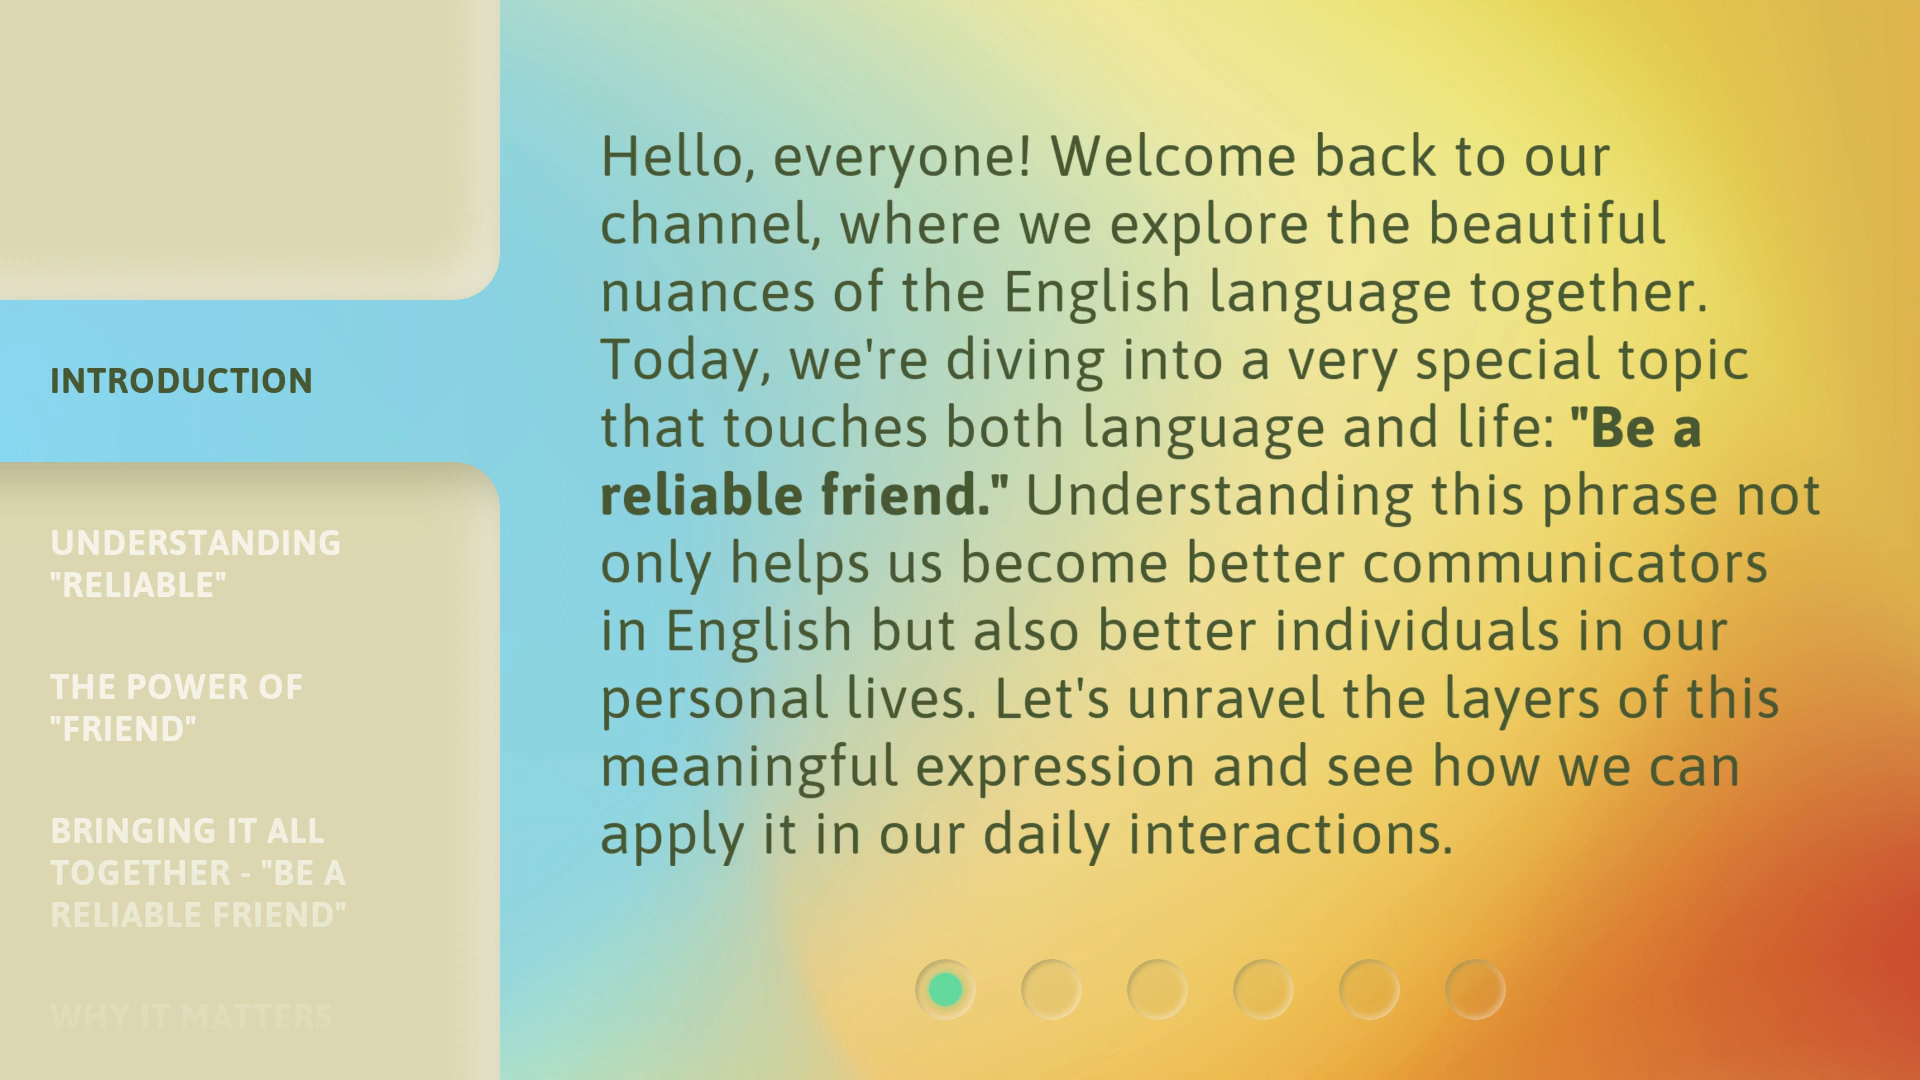 INTRODUCTION
UNDERSTANDING
"RELIABLE"
THE POWER OF
"FRIEND"
BRINGING IT ALL
TOGETHER - "BE A
RELIABLE FRIEND"
WHY IT MATTERS
Hello, everyone! Welcome back to our
channel, where we explore the beautiful
nuances of the English language together.
Today, we're diving into a very special topic
that touches both language and life: "Be a
reliable friend." Understanding this phrase not
only helps us become better communicators
in English but also better individuals in our
personal lives. Let's unravel the layers of this
meaningful expression and see how we can
apply it in our daily interactions.